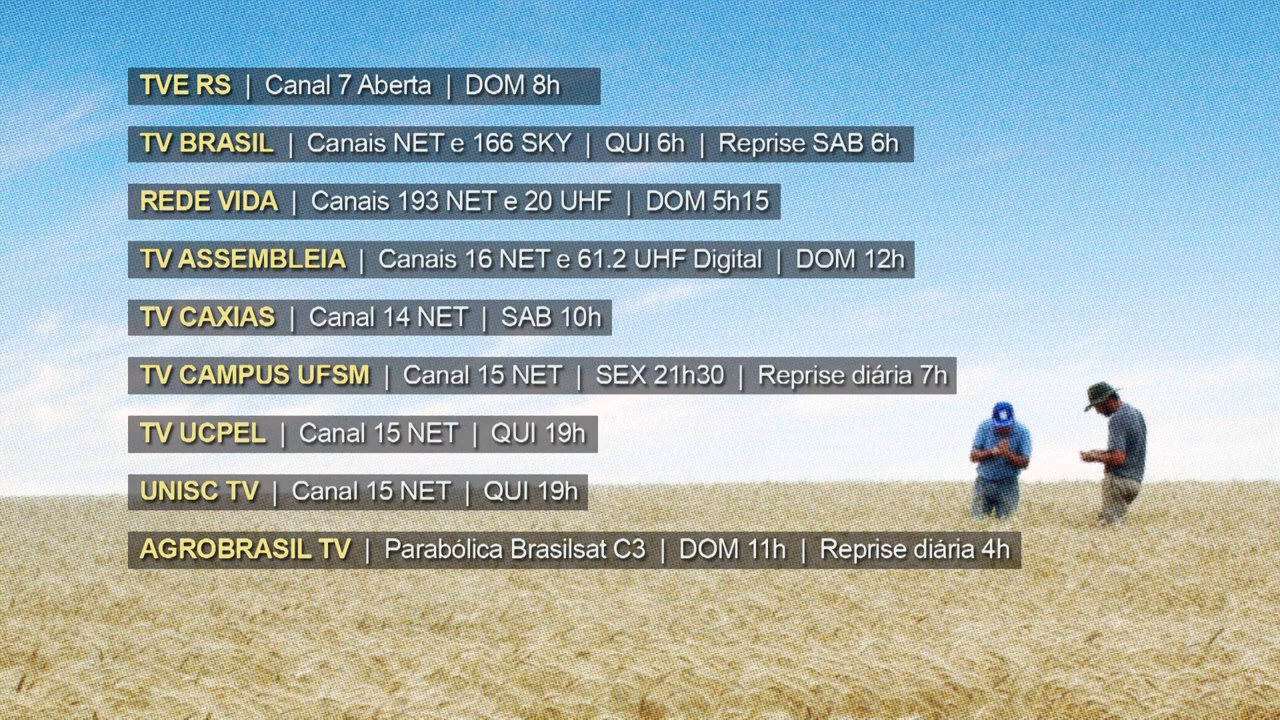 TVE RS | Canal 7 Aberta | DOM 8h
TV BRASIL | Canais NET e 166 SKY | QUI 6h | Reprise SAB 6h
REDE VIDA | Canais 193 NET e 20 UHF | DOM 5h15
TV ASSEMBLEIA | Canais 16 NET e 61.2 UHF Digital | DOM 12h
TV CAXIAS | Canal 14 NET | SAB 10h
TV CAMPUS UFSM | Canal 15 NET | SEX 21h30 | Reprise diária 7h
TV UCPEL | Canal 15 NET | QUI 19h
UNISC TV | Canal 15 NET | QUI 19h
AGROBRASIL TV | Parabólica Brasilsat C3 | DOM 11h | Reprise diária 4h